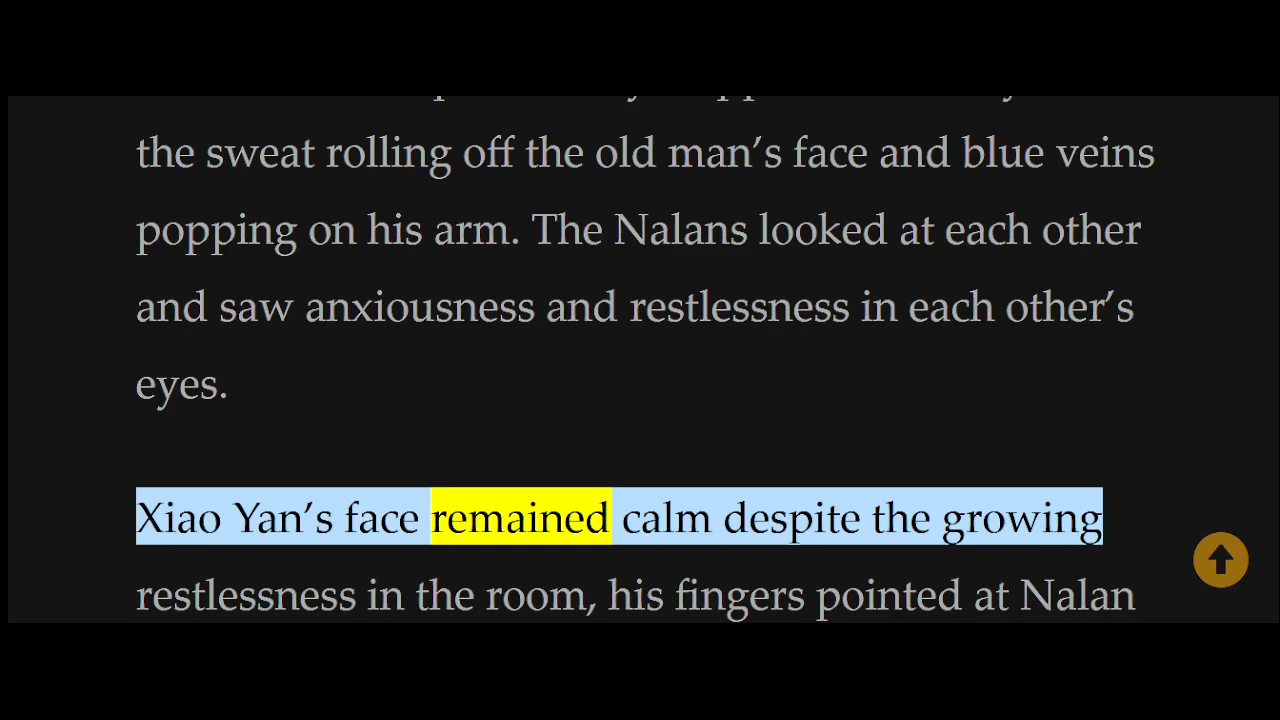 the sweat rolling off the old man’s face and blue veins
popping on his arm. The Nalans looked at each other
and saw anxiousness and restlessness in each other’s
eyes.
Xiao Yan’s face remained calm despite the growing
restlessness in the room, his fingers pointed at Nalan